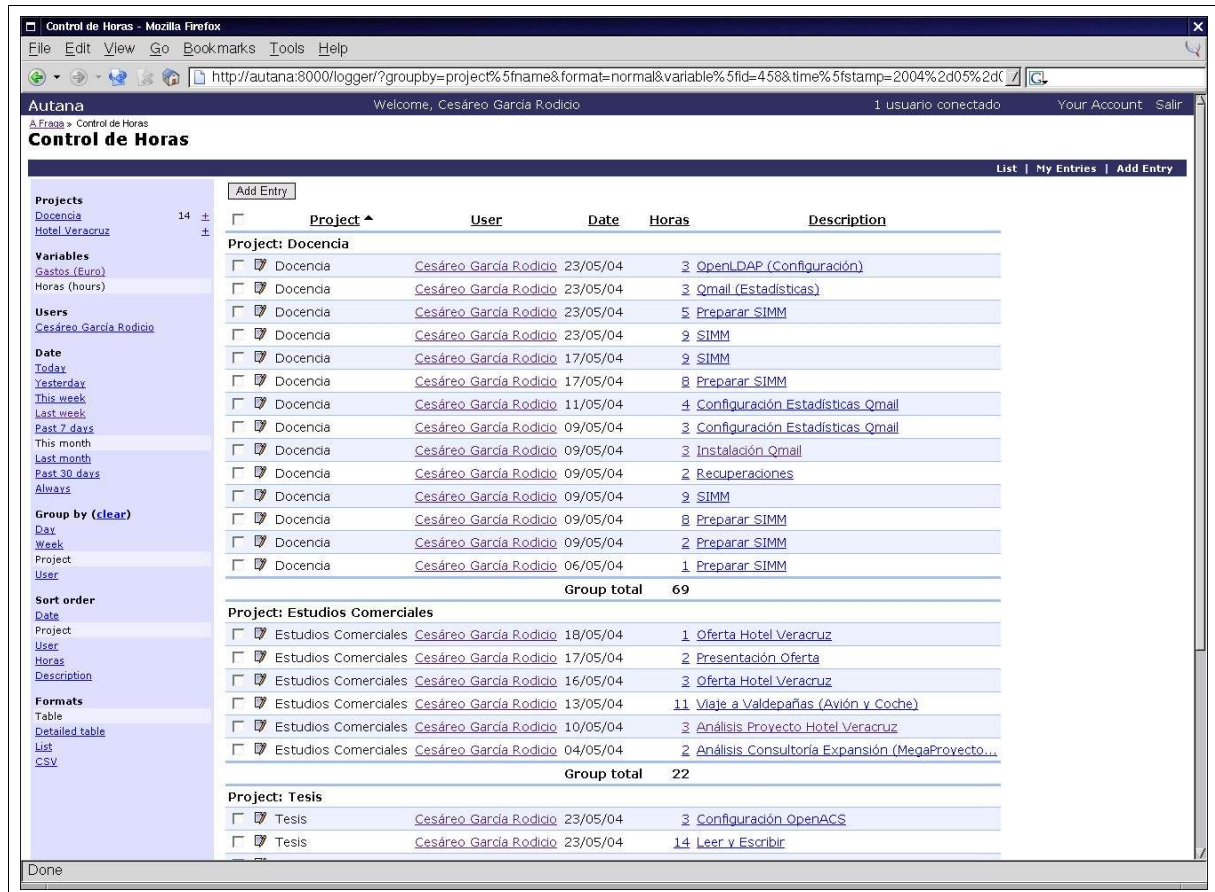 Control de Horas - Mozilla Firefox
File Edit View Go Bookmarks Tools Help
http://autana:8000/logger/?groupby=project%5fname&format=normal&variable%5fid=458&time%5fstamp=2004%2d05%2d(
Autana Welcome, Cesáreo García Rodicio 1 usuario conectado Your Account Salir
A Fraga » Control de Horas
Control de Horas
List | My Entries | Add Entry
Projects
Docencia 14 +
Hotel Veracruz +
Variables
Gastos (Euro)
Horas (hours)
Users
Cesáreo García Rodicio
Date
Today
Yesterday
This week
Last week
Past 7 days
This month
Last month
Past 30 days
Always
Group by (clear)
Day
Week
Project
User
Sort order
Date
Project
User
Horas
Description
Formats
Table
Detailed table
List
CSV
Add Entry
Project User Date Horas Description
Project: Docencia
Docencia Cesáreo García Rodicio 23/05/04 3 OpenLDAP (Configuración)
Docencia Cesáreo García Rodicio 23/05/04 3 Qmail (Estadísticas)
Docencia Cesáreo García Rodicio 23/05/04 5 Preparar SIMM
Docencia Cesáreo García Rodicio 23/05/04 9 SIMM
Docencia Cesáreo García Rodicio 17/05/04 9 SIMM
Docencia Cesáreo García Rodicio 17/05/04 8 Preparar SIMM
Docencia Cesáreo García Rodicio 11/05/04 4 Configuración Estadísticas Qmail
Docencia Cesáreo García Rodicio 09/05/04 3 Configuración Estadísticas Qmail
Docencia Cesáreo García Rodicio 09/05/04 3 Instalación Qmail
Docencia Cesáreo García Rodicio 09/05/04 2 Recuperaciones
Docencia Cesáreo García Rodicio 09/05/04 9 SIMM
Docencia Cesáreo García Rodicio 09/05/04 8 Preparar SIMM
Docencia Cesáreo García Rodicio 09/05/04 2 Preparar SIMM
Docencia Cesáreo García Rodicio 06/05/04 1 Preparar SIMM
Group total 69
Project: Estudios Comerciales
Estudios Comerciales Cesáreo García Rodicio 18/05/04 1 Oferta Hotel Veracruz
Estudios Comerciales Cesáreo García Rodicio 17/05/04 2 Presentación Oferta
Estudios Comerciales Cesáreo García Rodicio 16/05/04 3 Oferta Hotel Veracruz
Estudios Comerciales Cesáreo García Rodicio 13/05/04 11 Viaje a Valdepañas (Avión y Coche)
Estudios Comerciales Cesáreo García Rodicio 10/05/04 3 Análisis Proyecto Hotel Veracruz
Estudios Comerciales Cesáreo García Rodicio 04/05/04 2 Análisis Consultoría Expansión (MegaProyecto...
Group total 22
Project: Tesis
Tesis Cesáreo García Rodicio 23/05/04 3 Configuración OpenACS
Tesis Cesáreo García Rodicio 23/05/04 14 Leer y Escribir
Done